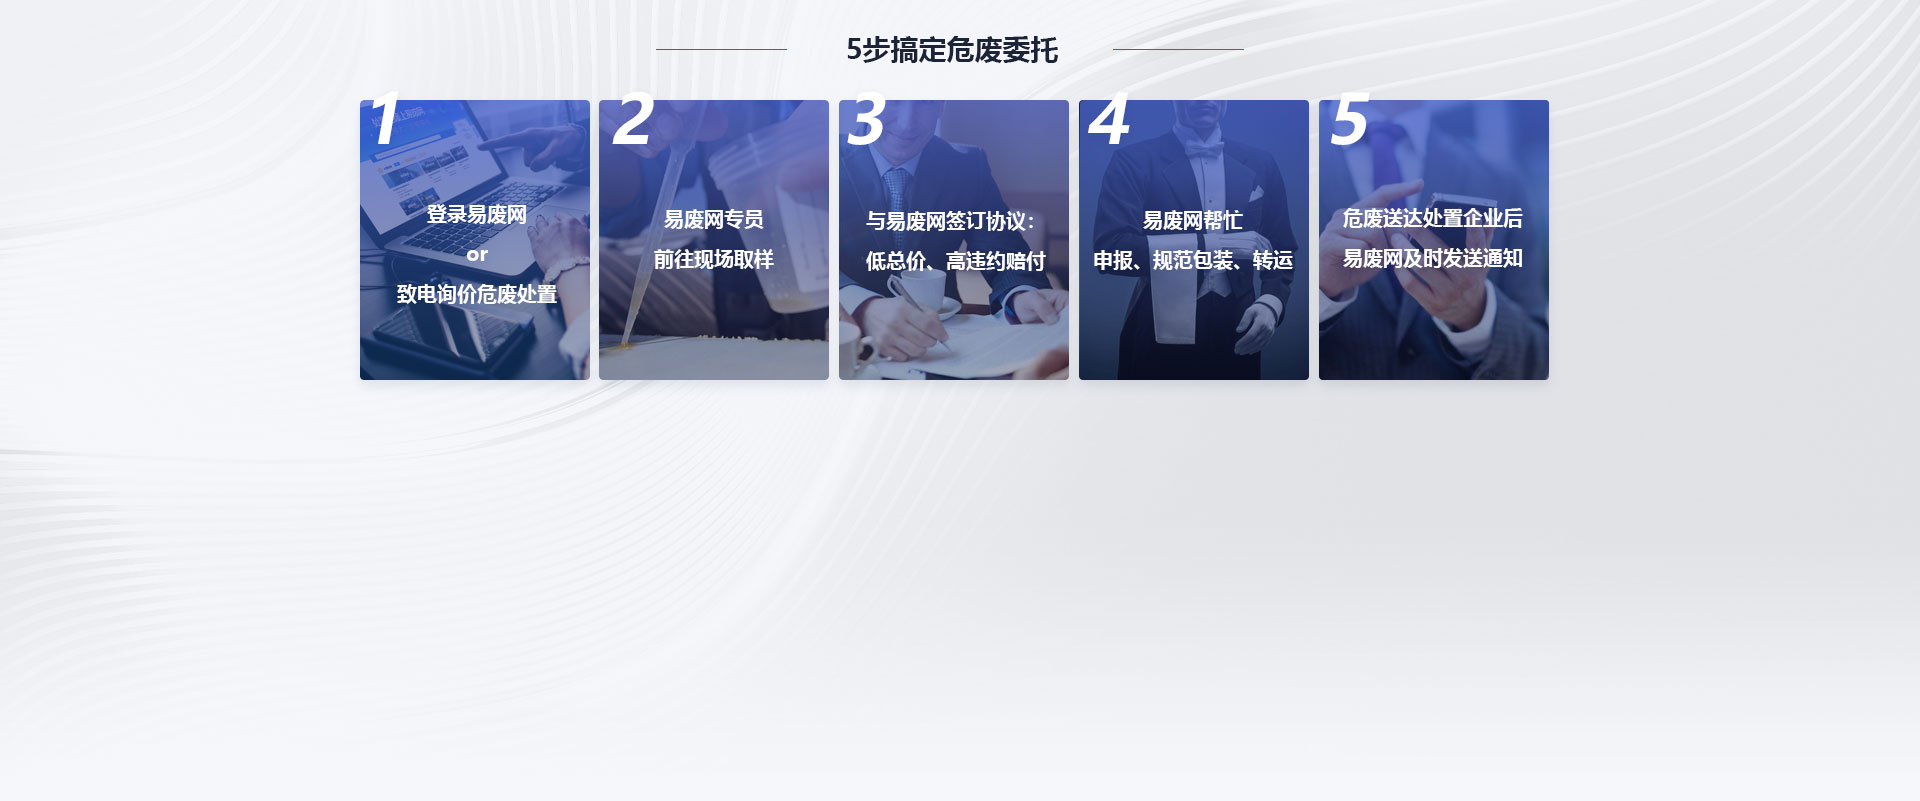 5步搞定危废委托
1
登录易废网
or
致电询价危废处置
2
易废网专员
前往现场取样
3
与易废网签订协议：
低总价、高违约赔付
4
易废网帮忙
申报、规范包装、转运
5
危废送达处置企业后
易废网及时发送通知